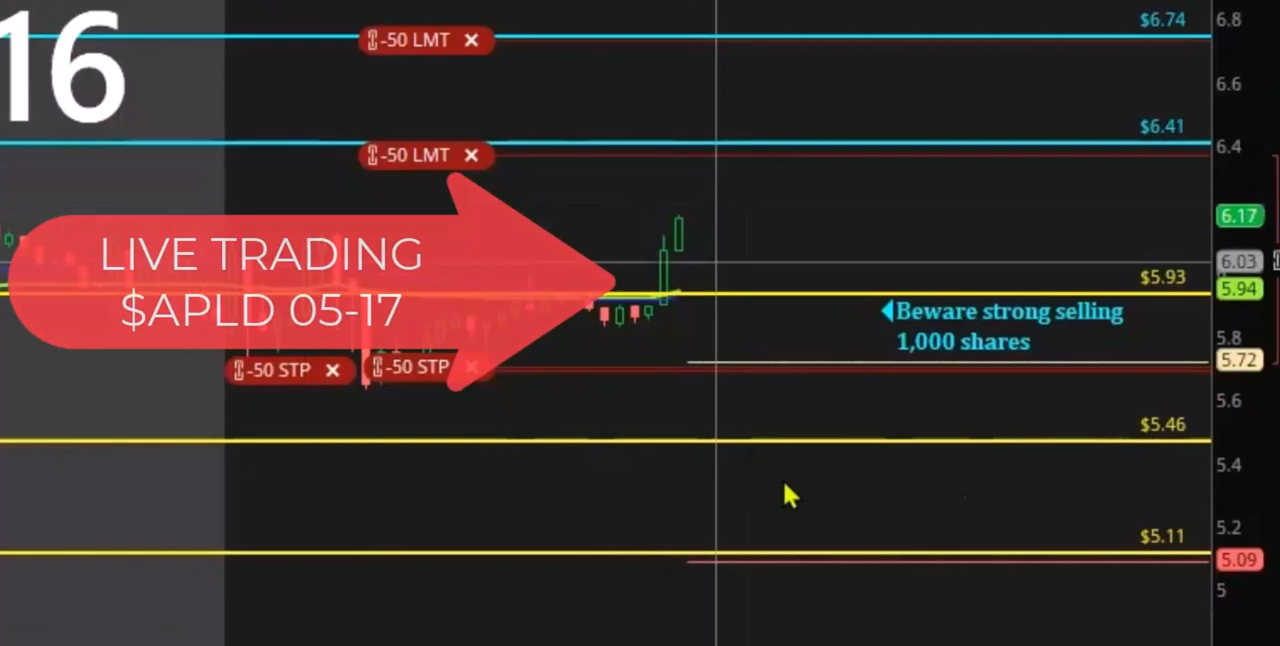 16
-50 LMT ×
-50 LMT ×
LIVE TRADING
$APLD 05-17
-50 STP ×
-50 STP ×
Beware strong selling
1,000 shares
$6.74
$6.41
$5.93
$5.46
$5.11
6.8
6.6
6.4
6.17
6.03
5.94
5.8
5.72
5.6
5.4
5.2
5.09
5